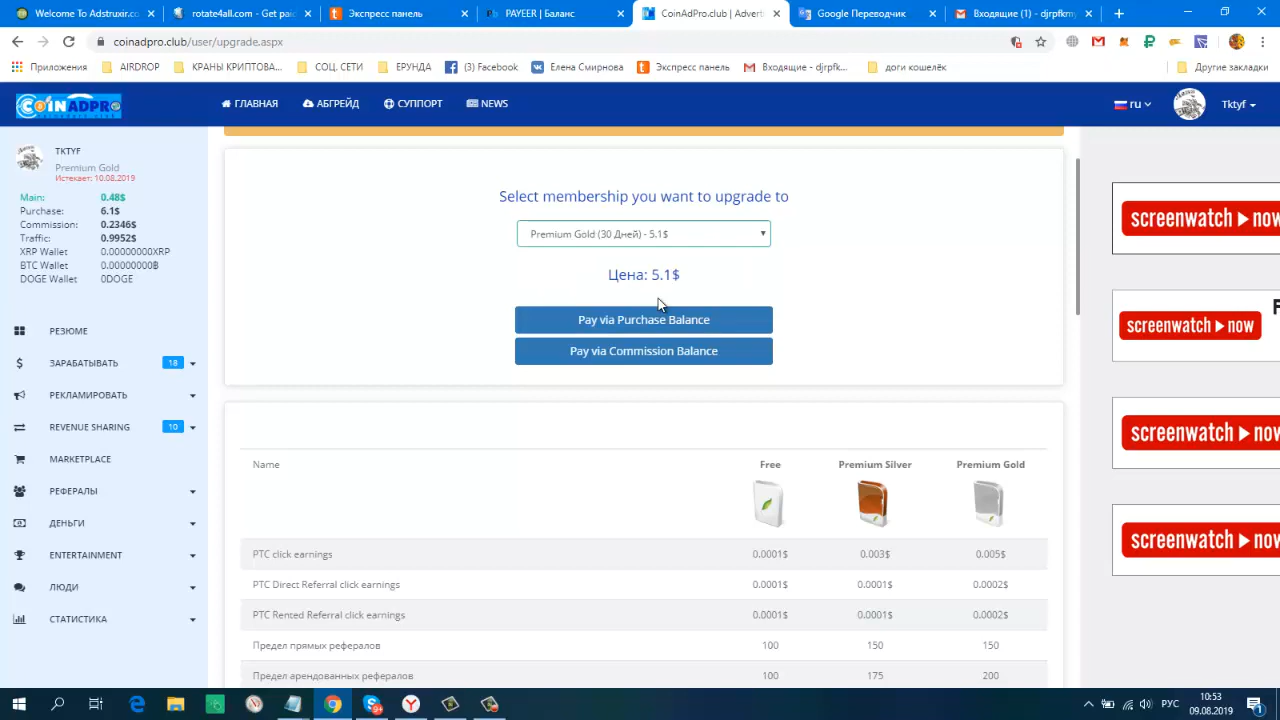 Welcome To Adstruxi.co
rotate4all.com - Get paid
Экспресс панель
PAYEER | Баланс
CoinAdPro.club | Advert
Google Переводчик
Входящие (1) - djrpfkmy
coinadpro.club/user/upgrade.aspx
Приложения
AIRDROP
КРАНЫ КРИПТОВА...
СОЦ. СЕТИ
ЕРУНДА
(3) Facebook
Елена Смирнова
Экспресс панель
Входящие - djrpfk...
доги кошелёк
Другие закладки
COINADPRO
ГЛАВНАЯ
АБГРЕЙД
СУППОРТ
NEWS
ru
Tktyf
TKTYF
Premium Gold
Истекает: 10.08.2019
Main: 0.48$
Purchase: 6.1$
Commission: 0.2346$
Traffic: 0.9952$
XRP Wallet 0.00000000XRP
BTC Wallet 0.00000000฿
DOGE Wallet 0DOGE
РЕЗЮМЕ
ЗАРАБАТЫВАТЬ 18
РЕКЛАМИРОВАТЬ
REVENUE SHARING 10
MARKETPLACE
РЕФЕРАЛЫ
ДЕНЬГИ
ENTERTAINMENT
ЛЮДИ
СТАТИСТИКА
Select membership you want to upgrade to
Premium Gold (30 Дней) - 5.1$
Цена: 5.1$
Pay via Purchase Balance
Pay via Commission Balance
Name Free Premium Silver Premium Gold
PTC click earnings 0.0001$ 0.003$ 0.005$
PTC Direct Referral click earnings 0.0001$ 0.0001$ 0.0002$
PTC Rented Referral click earnings 0.0001$ 0.0001$ 0.0002$
Предел прямых рефералов 100 150 150
Предел арендованных рефералов 100 175 200
screenwatch now
F
screenwatch now
screenwatch now
screenwatch now
РУС
10:53
09.08.2019
1